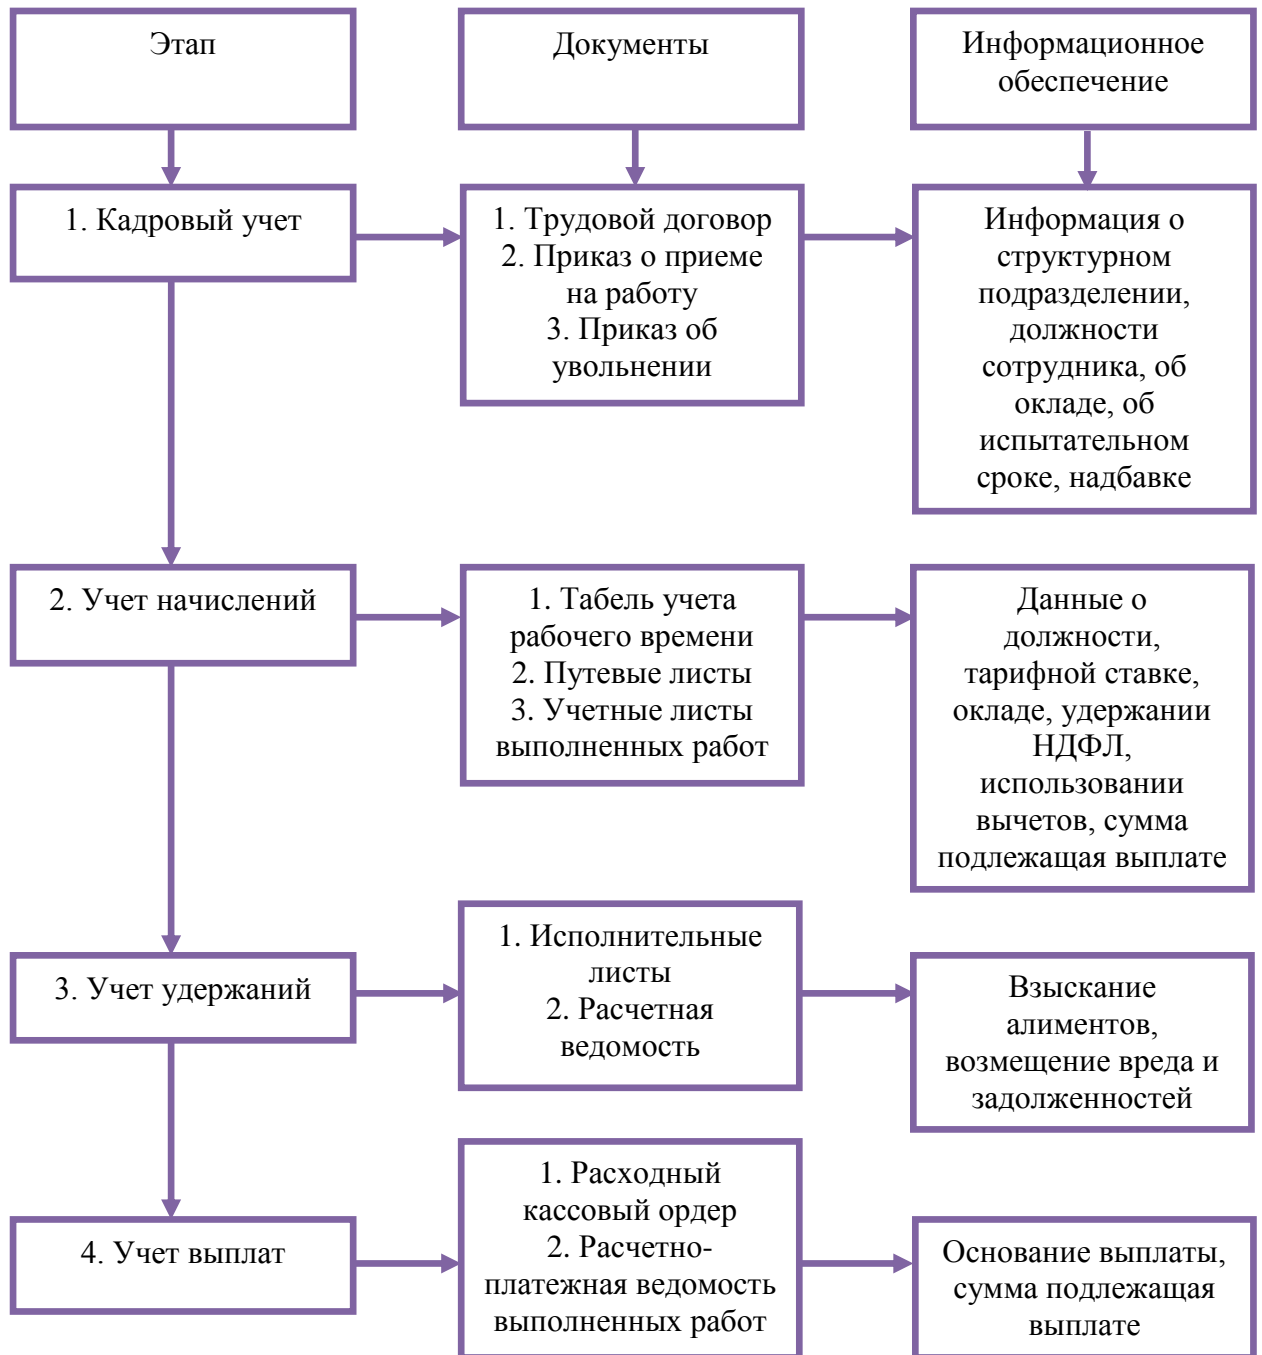 Этап
Документы
Информационное
обеспечение
1. Кадровый учет
1. Трудовой договор
2. Приказ о приеме
на работу
3. Приказ об
увольнении
Информация о
структурном
подразделении,
должности
сотрудника, об
окладе, об
испытательном
сроке, надбавке
2. Учет начислений
1. Табель учета
рабочего времени
2. Путевые листы
3. Учетные листы
выполненных работ
Данные о
должности,
тарифной ставке,
окладе, удержании
НДФЛ,
использовании
вычетов, сумма
подлежащая выплате
3. Учет удержаний
1. Исполнительные
листы
2. Расчетная
ведомость
Взыскание
алиментов,
возмещение вреда и
задолженностей
4. Учет выплат
1. Расходный
кассовый ордер
2. Расчетно-
платежная ведомость
выполненных работ
Основание выплаты,
сумма подлежащая
выплате